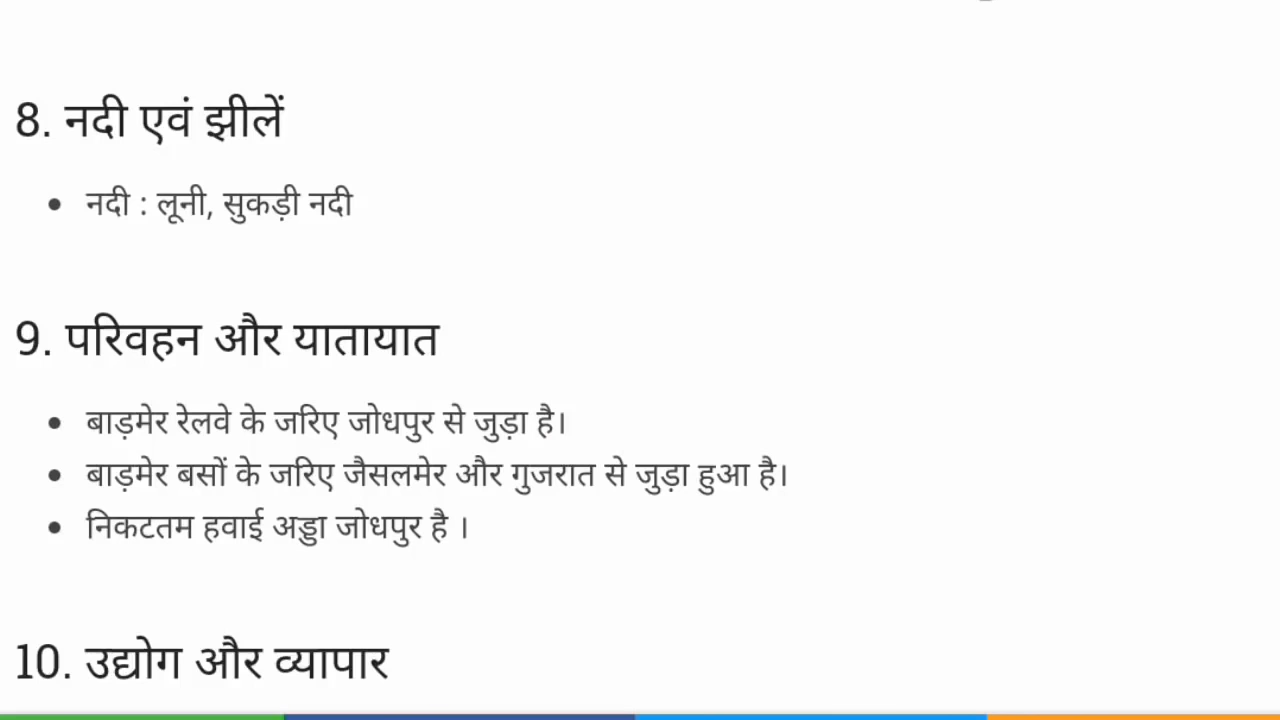 8. नदी एवं झीलें
• नदी : लूनी, सुकड़ी नदी
9. परिवहन और यातायात
• बाड़मेर रेलवे के जरिए जोधपुर से जुड़ा है।
• बाड़मेर बसों के जरिए जैसलमेर और गुजरात से जुड़ा हुआ है।
• निकटतम हवाई अड्डा जोधपुर है ।
10. उद्योग और व्यापार